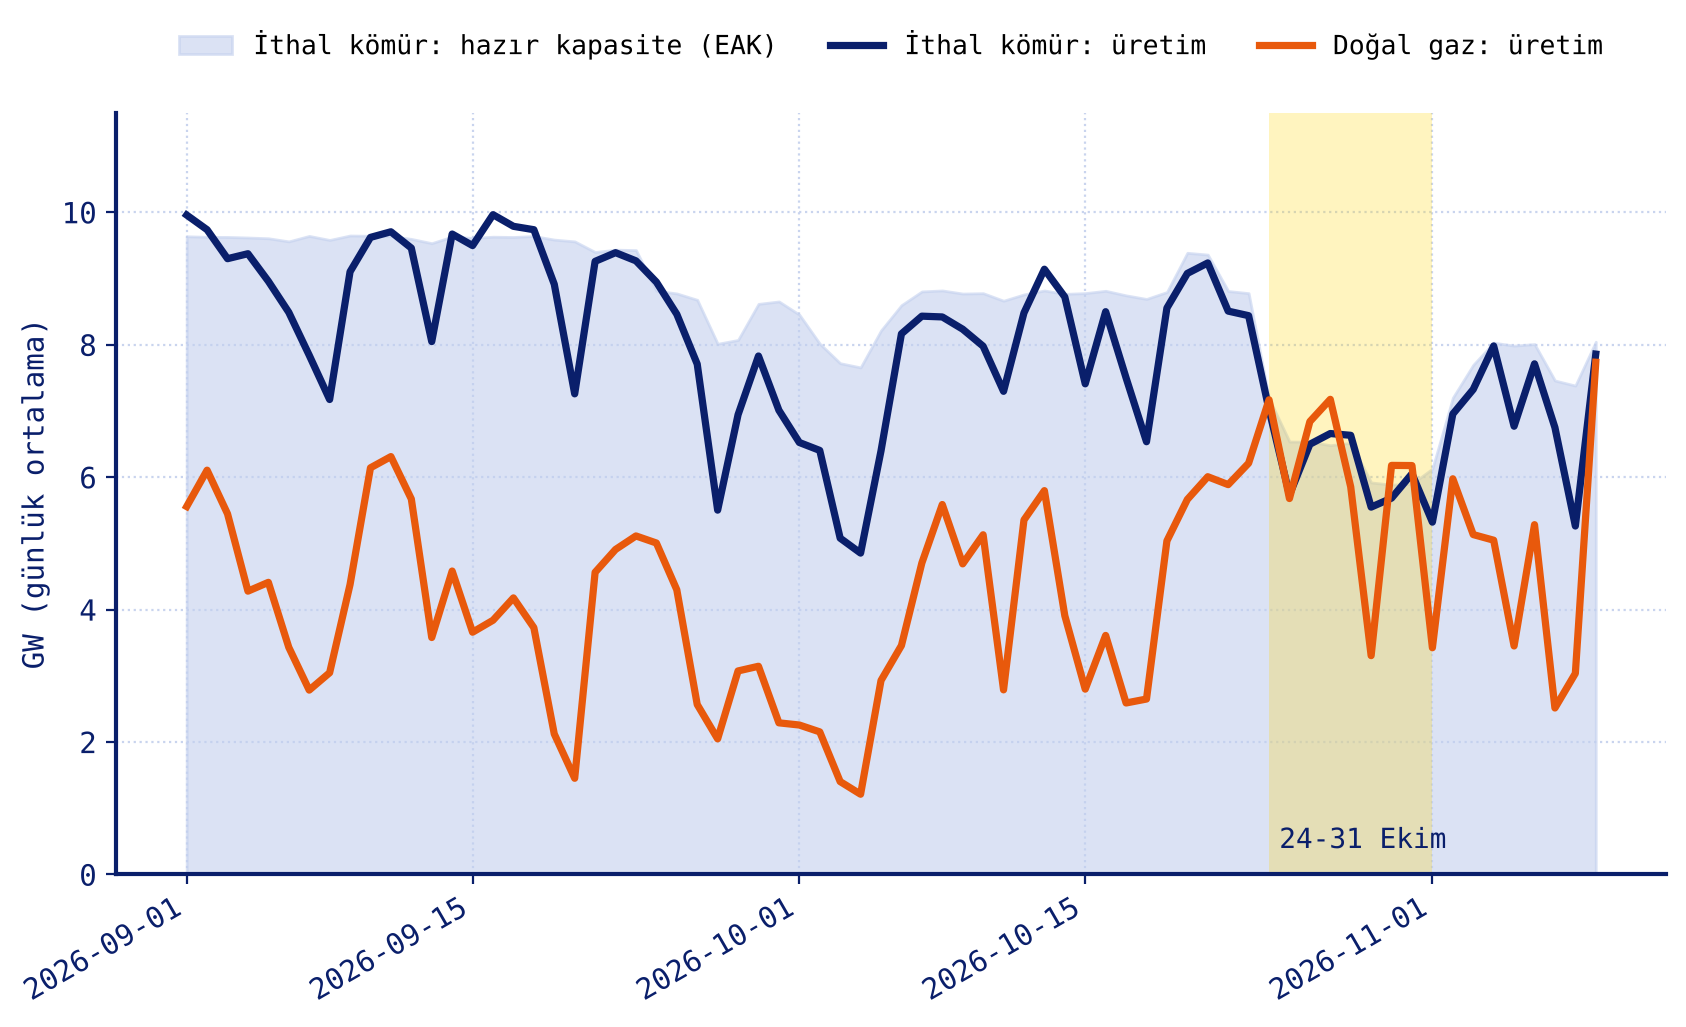 İthal kömür: hazır kapasite (EAK)
İthal kömür: üretim
Doğal gaz: üretim
GW (günlük ortalama)
10
8
6
4
2
0
24-31 Ekim
2026-09-01
2026-09-15
2026-10-01
2026-10-15
2026-11-01